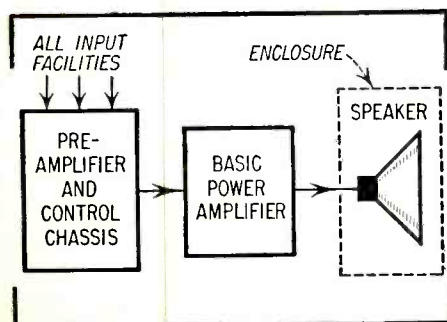 ALL INPUT
FACILITIES
ENCLOSURE
PRE-
AMPLIFIER
AND
CONTROL
CHASSIS
BASIC
POWER
AMPLIFIER
SPEAKER